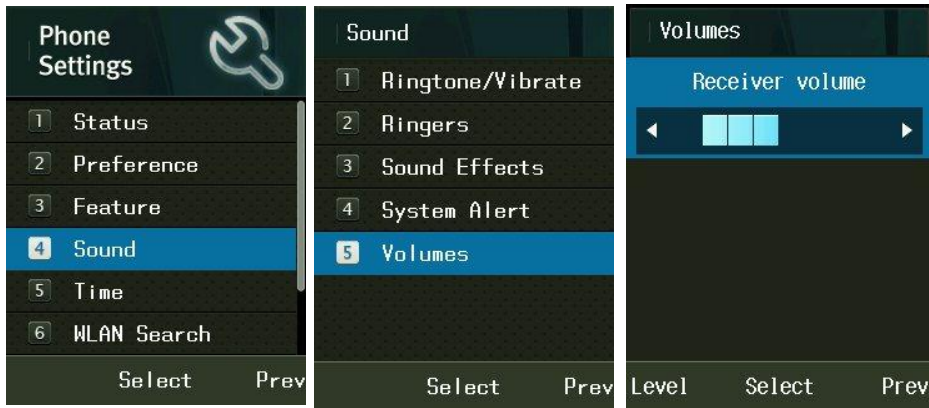 Phone
Settings
1 Status
2 Preference
3 Feature
4 Sound
5 Time
6 WLAN Search
Select Prev
Sound
1 Ringtone/Vibrate
2 Ringers
3 Sound Effects
4 System Alert
5 Volumes
Select Prev
Volumes
Receiver volume
Level Select Prev